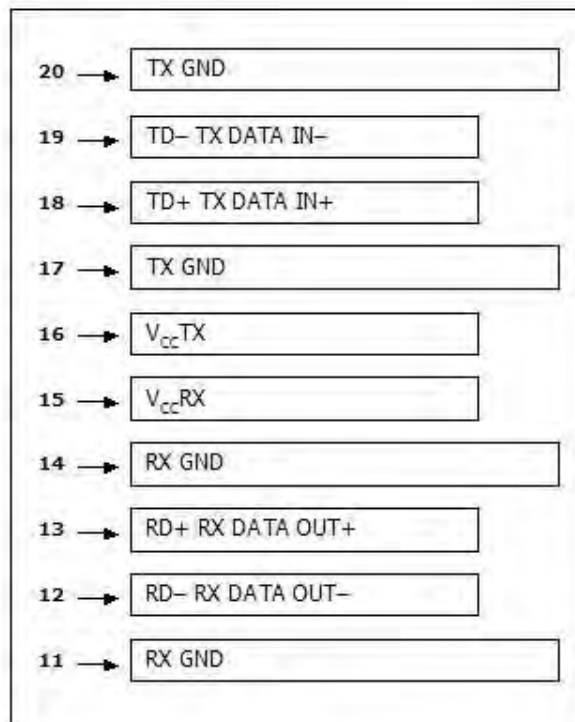 20 TX GND
19 TD– TX DATA IN–
18 TD+ TX DATA IN+
17 TX GND
16 VccTX
15 VccRX
14 RX GND
13 RD+ RX DATA OUT+
12 RD– RX DATA OUT–
11 RX GND